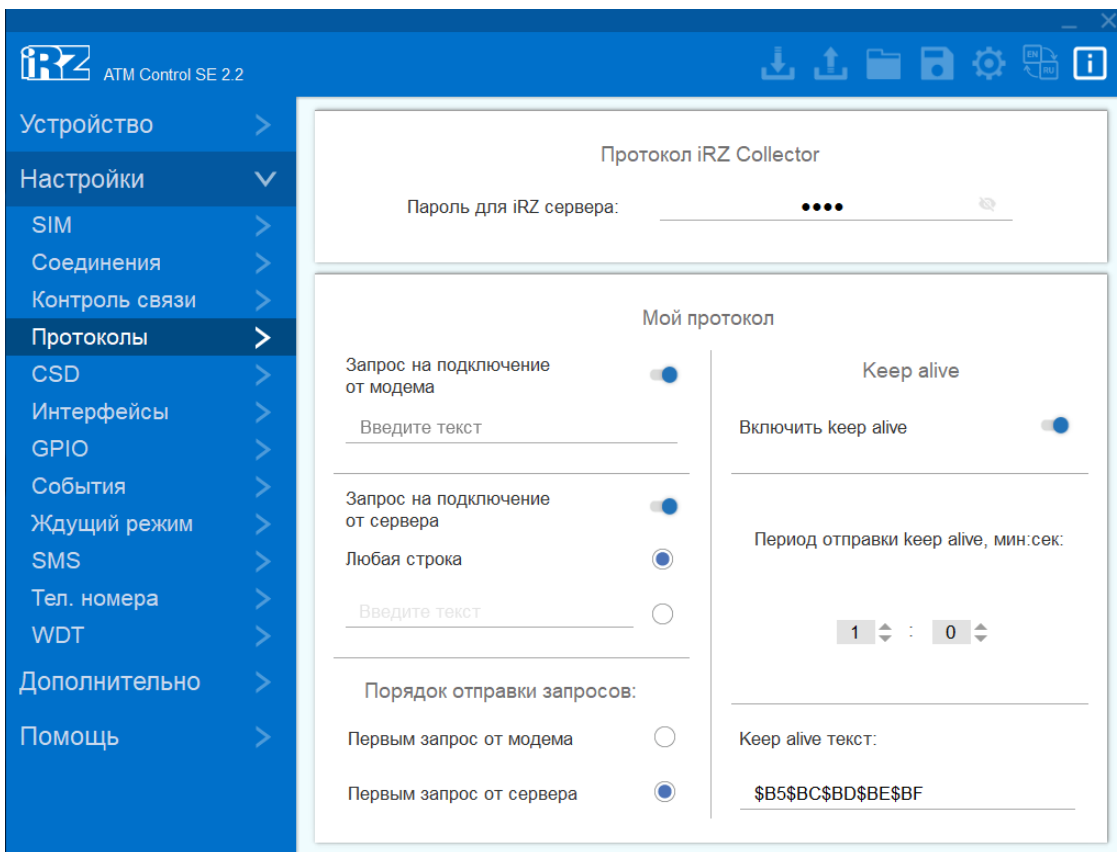 iRZ ATM Control SE 2.2
EN
RU
Устройство
Настройки
SIM
Соединения
Контроль связи
Протоколы
CSD
Интерфейсы
GPIO
События
Ждущий режим
SMS
Тел. номера
WDT
Дополнительно
Помощь
Протокол iRZ Collector
Пароль для iRZ сервера: ••••
Мой протокол
Запрос на подключение
от модема
Введите текст
Запрос на подключение
от сервера
Любая строка
Введите текст
Порядок отправки запросов:
Первым запрос от модема
Первым запрос от сервера
Keep alive
Включить keep alive
Период отправки keep alive, мин:сек:
1 : 0
Keep alive текст:
$B5$BC$BD$BE$BF